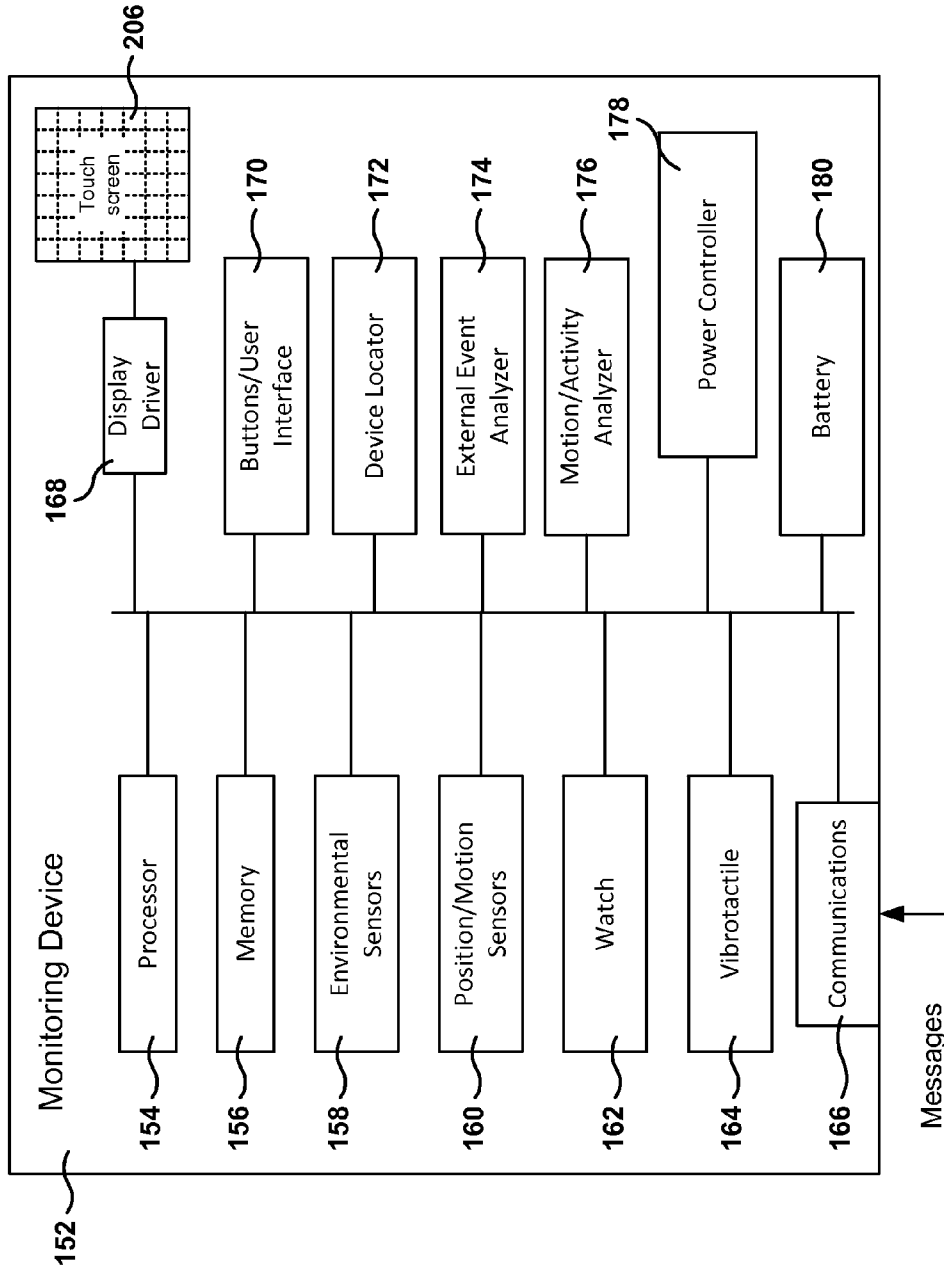 152
Monitoring Device
154
Processor
156
Memory
158
Environmental
Sensors
160
Position/Motion
Sensors
162
Watch
164
Vibrotactile
166
Communications
Messages
168
Display
Driver
Touch
screen
206
Buttons/User
Interface
170
Device Locator
172
External Event
Analyzer
174
Motion/Activity
Analyzer
176
Power Controller
178
Battery
180